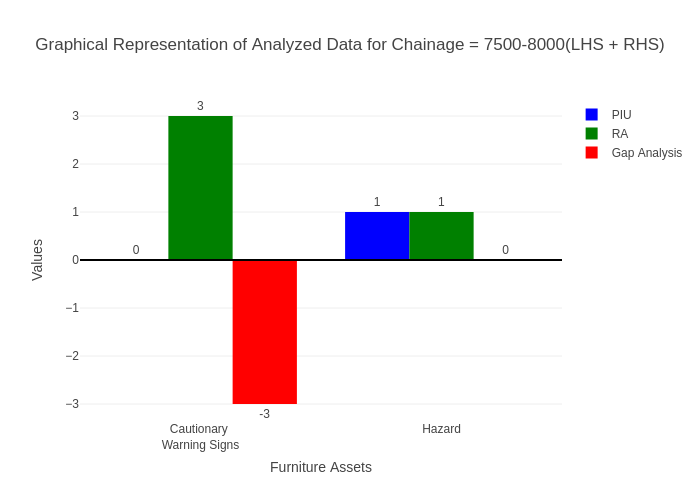 Graphical Representation of Analyzed Data for Chainage = 7500-8000(LHS + RHS)
3
PIU
RA
Gap Analysis
3
2
1
0
−1
−2
−3
Values
0
1
1
0
-3
Cautionary
Warning Signs
Hazard
Furniture Assets